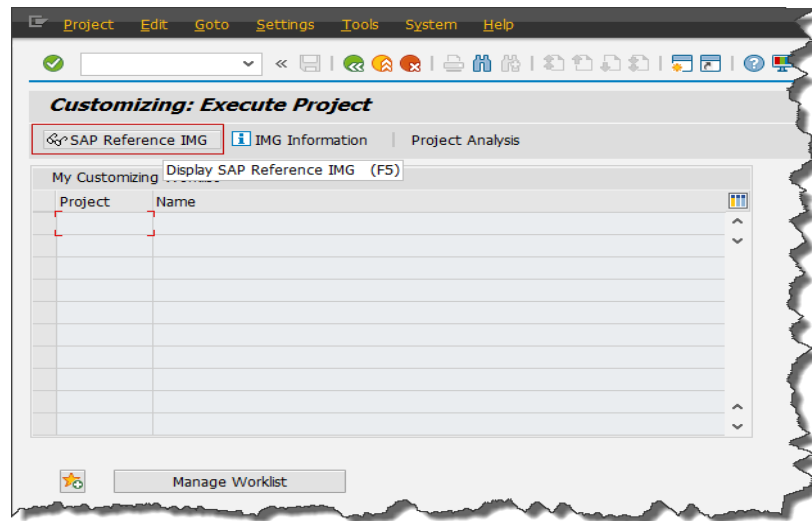 Project Edit Goto Settings Tools System Help
Customizing: Execute Project
SAP Reference IMG IMG Information Project Analysis
Display SAP Reference IMG (F5)
My Customizing
Project Name
Manage Worklist